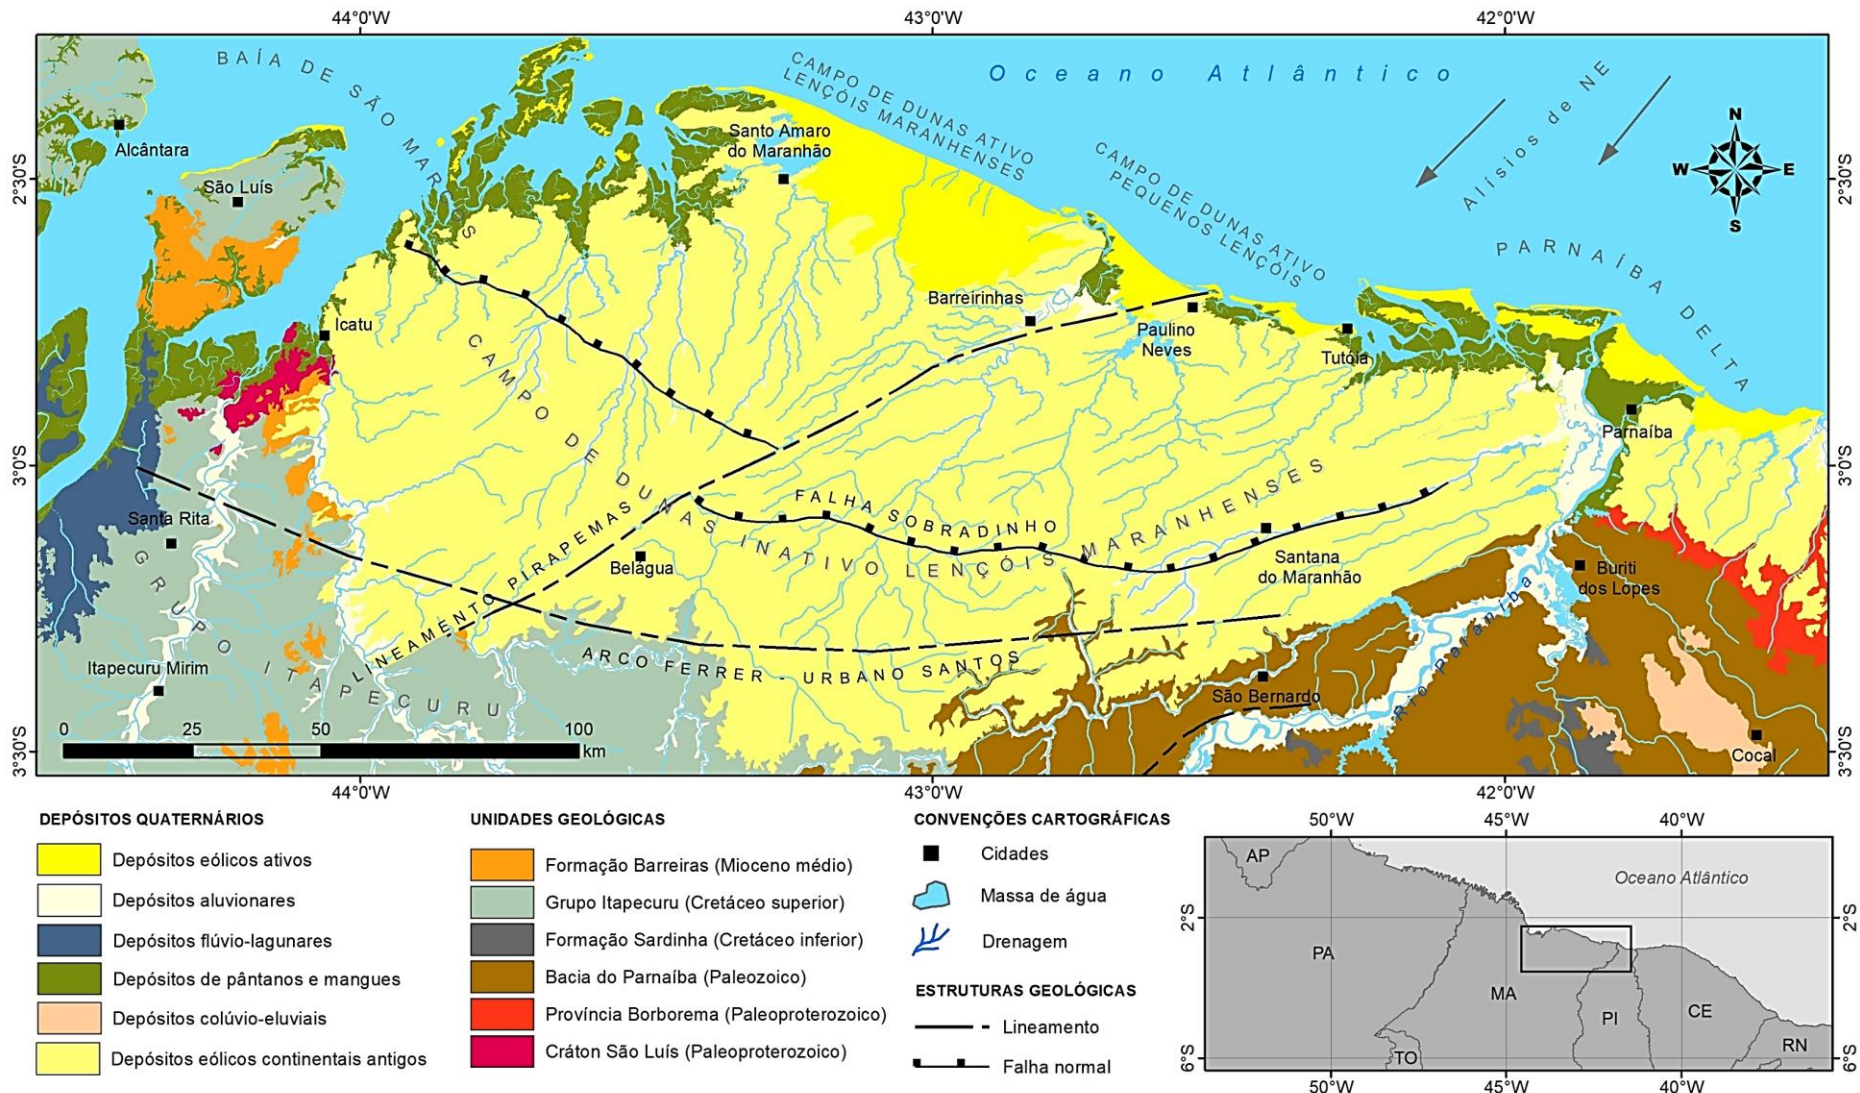 44°0'W
43°0'W
42°0'W
BAÍA DE SÃO MARCOS
CAMPO DE DUNAS ATIVO
LENÇÓIS MARANHENSES
Oceano Atlântico
Alísios de NE
N
W
E
S
Alcântara
Santo Amaro
do Maranhão
CAMPO DE DUNAS ATIVO
PEQUENOS LENÇÓIS
2°30'S
2°30'S
São Luís
PARNAÍBA DELTA
Barreirinhas
Icatu
Paulino
Neves
Tutóia
Parnaíba
CAMPO DE DUNAS INATIVO LENÇÓIS MARANHENSES
3°0'S
3°0'S
FALHA SOBRADINHO
Santa Rita
Belágua
Santana
do Maranhão
Buriti
dos Lopes
LINEAMENTO PIRAPEMAS
GRUPO ITAPECURU
ARCO FERRER - URBANO SANTOS
Rio Parnaíba
Itapecuru Mirim
São Bernardo
Cocal
0
25
50
100
km
3°30'S
3°30'S
44°0'W
43°0'W
42°0'W
DEPÓSITOS QUATERNÁRIOS
Depósitos eólicos ativos
Depósitos aluvionares
Depósitos flúvio-lagunares
Depósitos de pântanos e mangues
Depósitos colúvio-eluviais
Depósitos eólicos continentais antigos
UNIDADES GEOLÓGICAS
Formação Barreiras (Mioceno médio)
Grupo Itapecuru (Cretáceo superior)
Formação Sardinha (Cretáceo inferior)
Bacia do Parnaíba (Paleozoico)
Província Borborema (Paleoproterozoico)
Cráton São Luís (Paleoproterozoico)
CONVENÇÕES CARTOGRÁFICAS
Cidades
Massa de água
Drenagem
ESTRUTURAS GEOLÓGICAS
Lineamento
Falha normal
50°W
45°W
40°W
AP
Oceano Atlântico
2°S
2°S
PA
MA
PI
CE
RN
TO
6°S
6°S
50°W
45°W
40°W